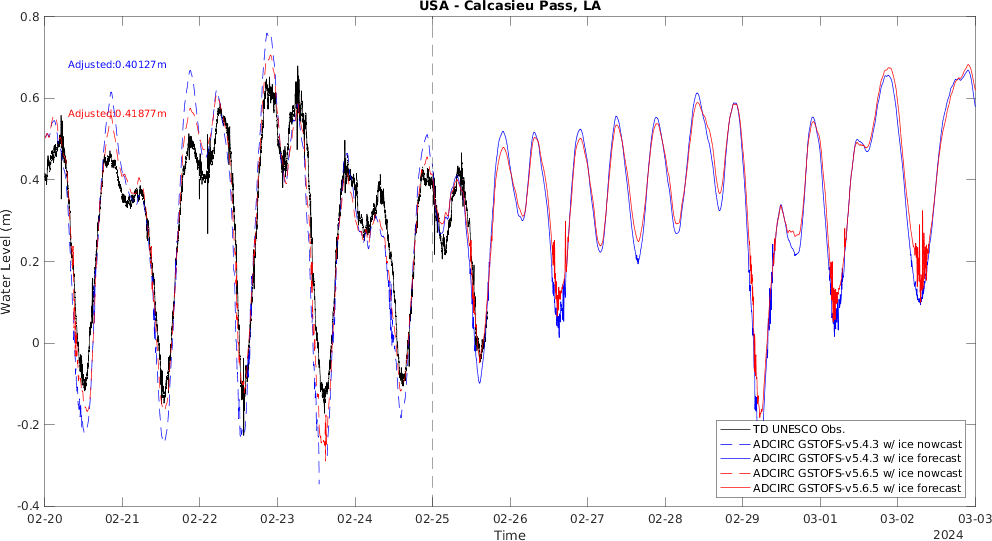 USA - Calcasieu Pass, LA
0.8
Adjusted:0.40127m
0.6
Adjusted:0.41877m
0.4
Water Level (m)
0.2
0
-0.2
TD UNESCO Obs.
ADCIRC GSTOFS-v5.4.3 w/ ice nowcast
ADCIRC GSTOFS-v5.4.3 w/ ice forecast
ADCIRC GSTOFS-v5.6.5 w/ ice nowcast
ADCIRC GSTOFS-v5.6.5 w/ ice forecast
-0.4
02-20 02-21 02-22 02-23 02-24 02-25 02-26 02-27 02-28 02-29 03-01 03-02 03-03
Time
2024